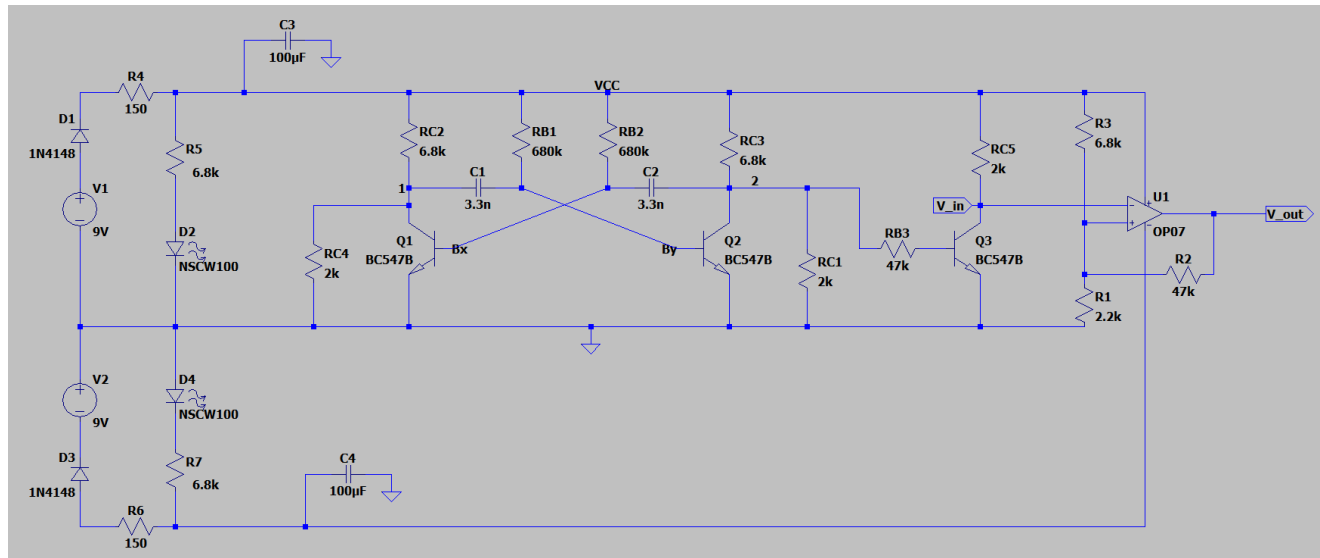 C3
100µF
R4
150
VCC
D1
1N4148
R5
6.8k
RC2
6.8k
RB1
680k
RB2
680k
RC3
6.8k
RC5
2k
R3
6.8k
C1
3.3n
C2
3.3n
1
2
V1
9V
V_in
U1
OP07
V_out
D2
NSCW100
RC4
2k
Q1
BC547B
Bx
By
Q2
BC547B
RC1
2k
RB3
47k
Q3
BC547B
R2
47k
R1
2.2k
V2
9V
D4
NSCW100
D3
1N4148
R7
6.8k
C4
100µF
R6
150